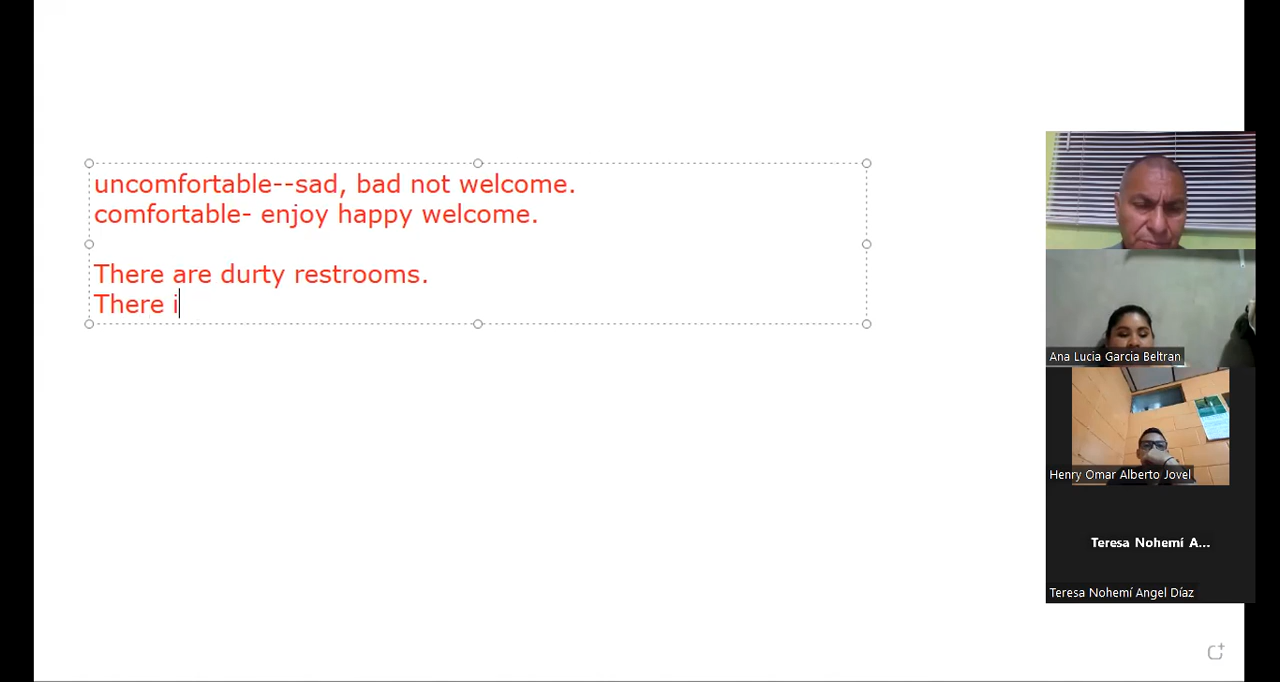 uncomfortable--sad, bad not welcome.
comfortable- enjoy happy welcome.
There are durty restrooms.
There i
Ana Lucia Garcia Beltran
Henry Omar Alberto Jovel
Teresa Nohemí A...
Teresa Nohemí Angel Díaz